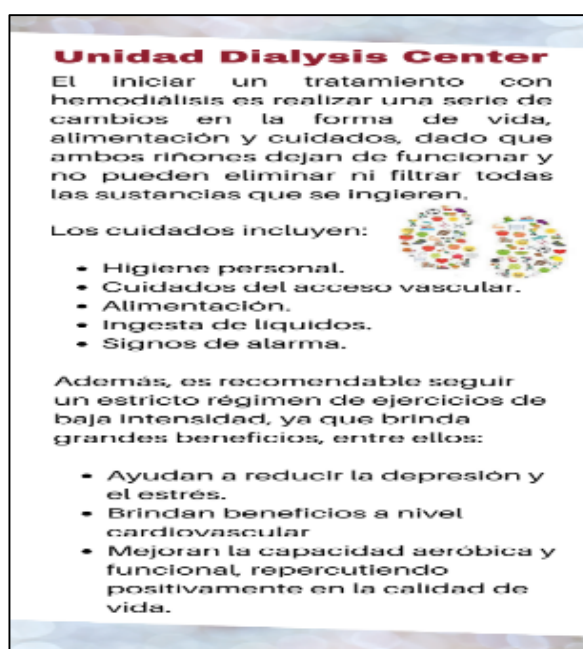 Unidad Dialysis Center
El iniciar un tratamiento con
hemodiálisis es realizar una serie de
cambios en la forma de vida,
alimentación y cuidados, dado que
ambos riñones dejan de funcionar y
no pueden eliminar ni filtrar todas
las sustancias que se ingieren.
Los cuidados incluyen:
• Higiene personal.
• Cuidados del acceso vascular.
• Alimentación.
• Ingesta de líquidos.
• Signos de alarma.
Además, es recomendable seguir
un estricto régimen de ejercicios de
baja intensidad, ya que brinda
grandes beneficios, entre ellos:
• Ayudan a reducir la depresión y
el estrés.
• Brindan beneficios a nivel
cardiovascular
• Mejoran la capacidad aeróbica y
funcional, repercutiendo
positivamente en la calidad de
vida.